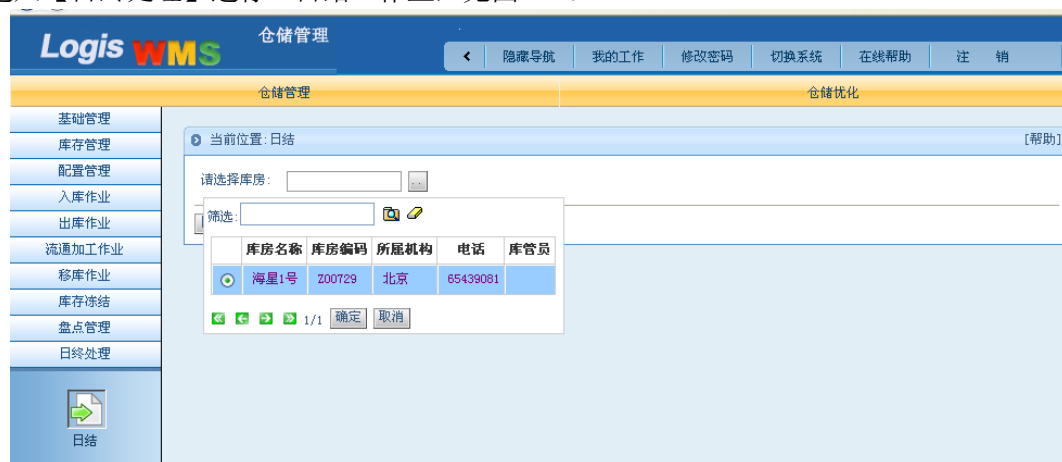 Logis WMS
仓储管理
隐藏导航 我的工作 修改密码 切换系统 在线帮助 注 销
仓储管理 仓储优化
基础管理
库存管理
配置管理
入库作业
出库作业
流通加工作业
移库作业
库存冻结
盘点管理
日终处理
日结
当前位置:日结 [帮助]
请选择库房: ..
筛选:
库房名称 库房编码 所属机构 电话 库管员
海星1号 Z00729 北京 65439081
1/1 确定 取消